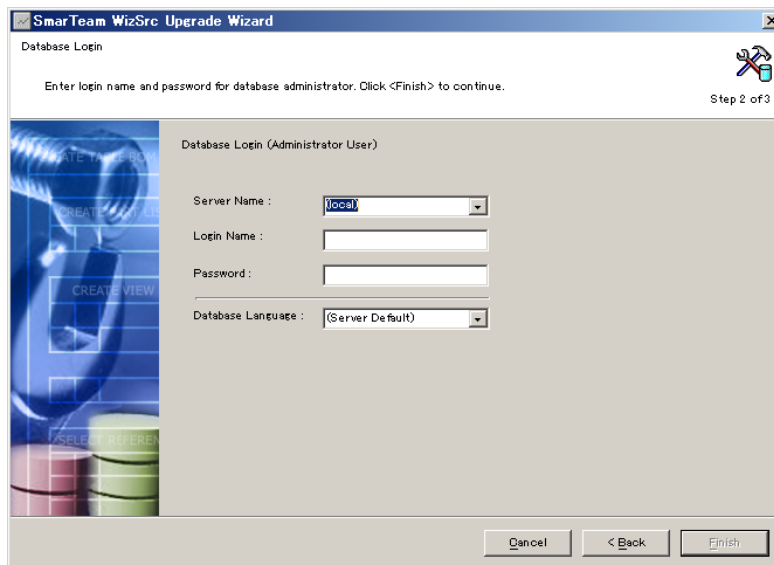 SmarTeam WizSrc Upgrade Wizard
Database Login
Enter login name and password for database administrator. Click <Finish> to continue.
Step 2 of 3
Database Login (Administrator User)
CREATE VIEW
Server Name :
(local)
Login Name :
Password :
Database Language :
(Server Default)
Cancel
< Back
Finish